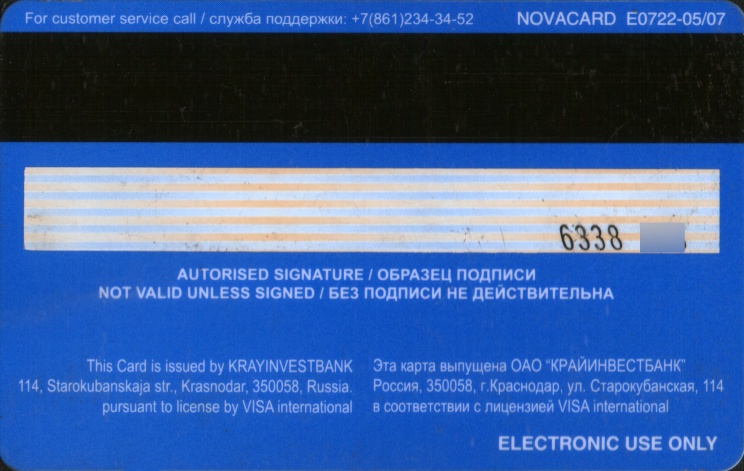 For customer service call / служба поддержки: +7(861)234-34-52
NOVACARD E0722-05/07
6338
AUTORISED SIGNATURE / ОБРАЗЕЦ ПОДПИСИ
NOT VALID UNLESS SIGNED / БЕЗ ПОДПИСИ НЕ ДЕЙСТВИТЕЛЬНА
This Card is issued by KRAYINVESTBANK
114, Starokubanskaja str., Krasnodar, 350058, Russia.
pursuant to license by VISA international
Эта карта выпущена ОАО “КРАЙИНВЕСТБАНК”
Россия, 350058, г.Краснодар, ул. Старокубанская, 114
в соответствии с лицензией VISA international
ELECTRONIC USE ONLY